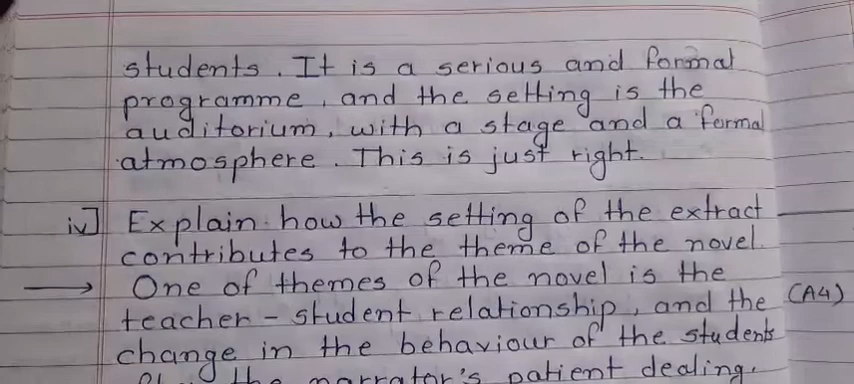 students. It is a serious and formal
programme, and the setting is the
auditorium, with a stage and a formal
atmosphere. This is just right.
iv] Explain how the setting of the extract
contributes to the theme of the novel.
→ One of themes of the novel is the
teacher - student relationship, and the (A4)
change in the behaviour of the students
the narrator's patient dealing.